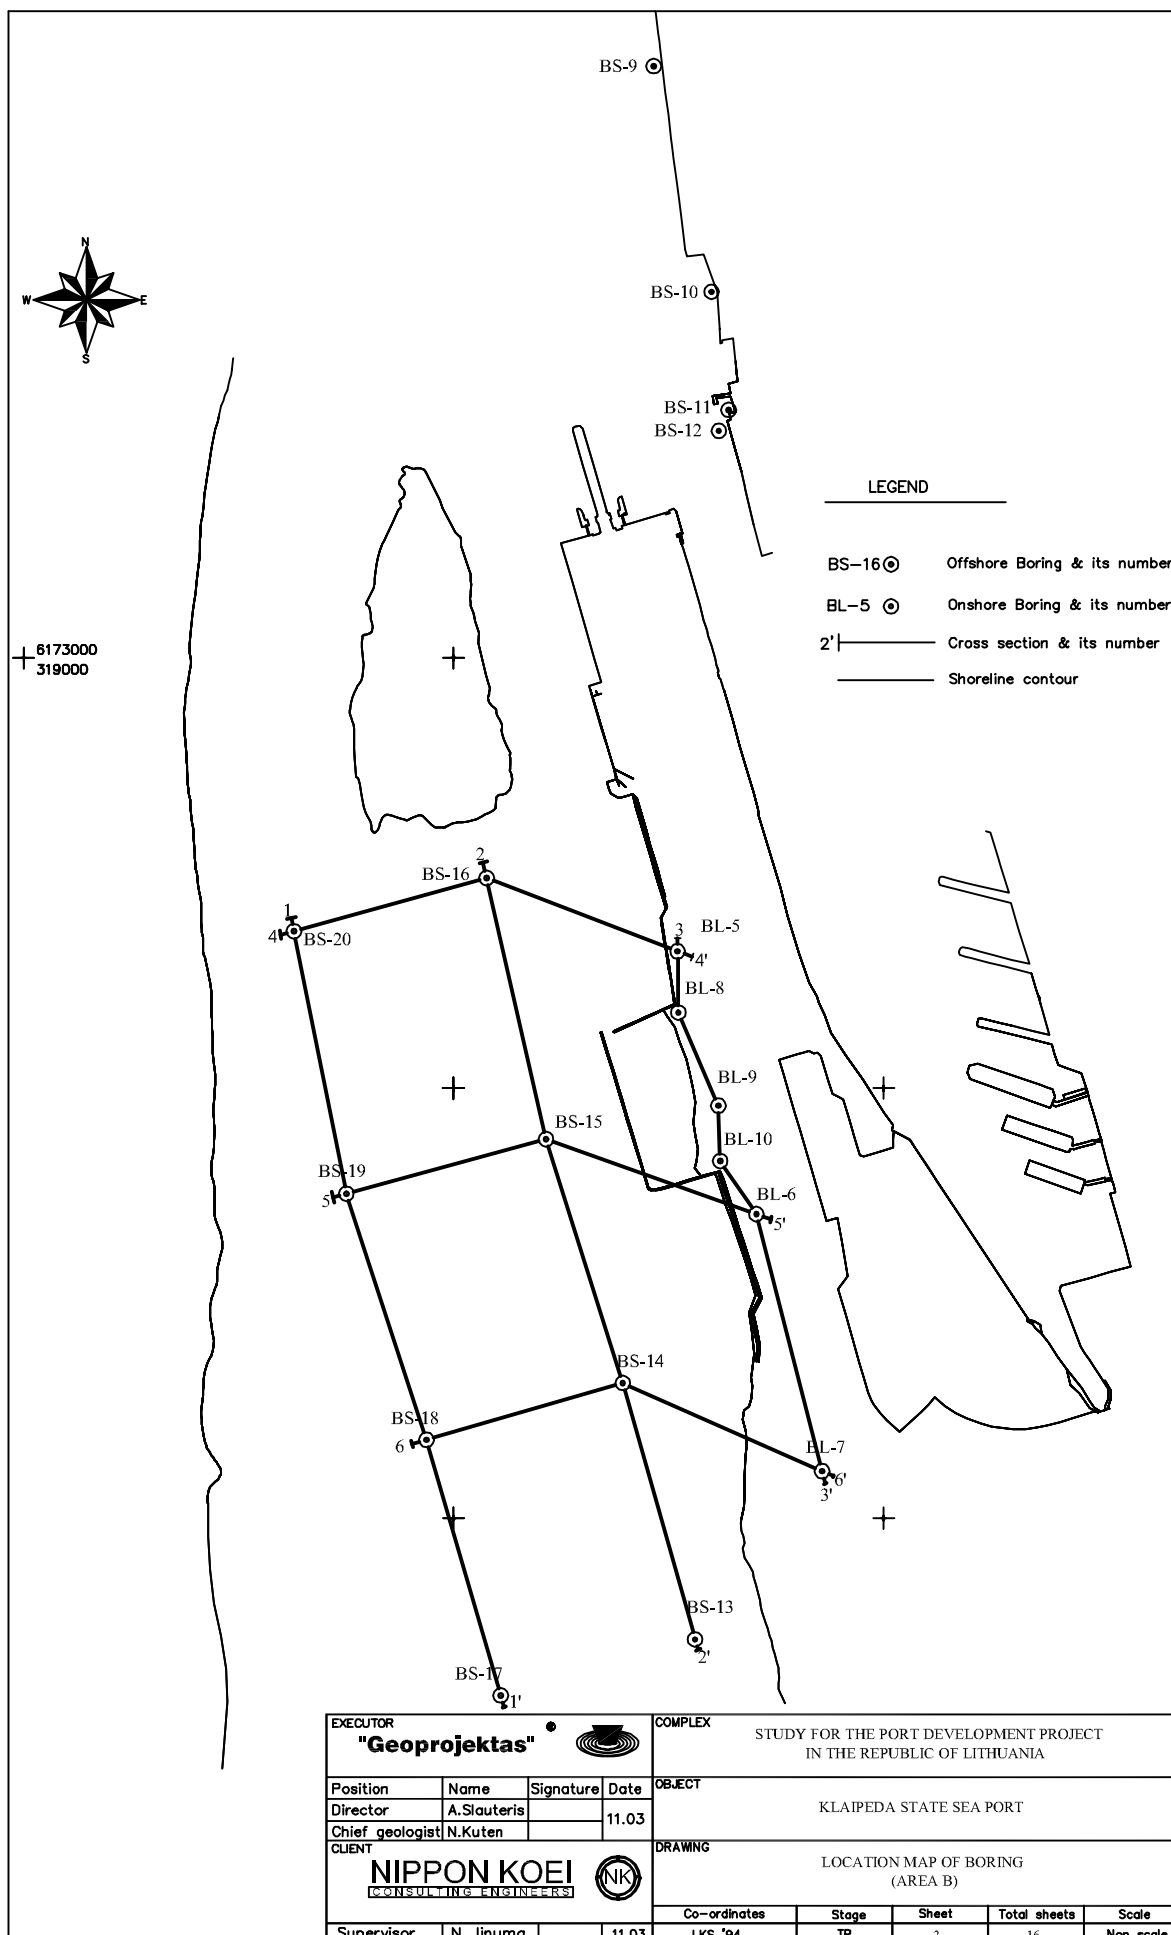 BS-9
N
W E
S
BS-10
BS-11
BS-12
LEGEND
BS-16 Offshore Boring & its number
BL-5 Onshore Boring & its number
2' Cross section & its number
Shoreline contour
6173000
319000
2
BS-16
1
4 BS-20
3 BL-5
4'
BL-8
BL-9
BS-15
BL-10
BS-19
5
BL-6
5'
BS-14
BS-18
6
BL-7
6'
3'
BS-13
2'
BS-17
1'
EXECUTOR
"Geoprojektas"
COMPLEX
STUDY FOR THE PORT DEVELOPMENT PROJECT
IN THE REPUBLIC OF LITHUANIA
Position Name Signature Date
Director A.Slauteris 11.03
Chief geologist N.Kuten
OBJECT
KLAIPEDA STATE SEA PORT
CLIENT
NIPPON KOEI NK
CONSULTING ENGINEERS
DRAWING
LOCATION MAP OF BORING
(AREA B)
Co-ordinates Stage Sheet Total sheets Scale
Supervisor N. Iinuma 11.03 LKS '94 TP 2 16 Non scale